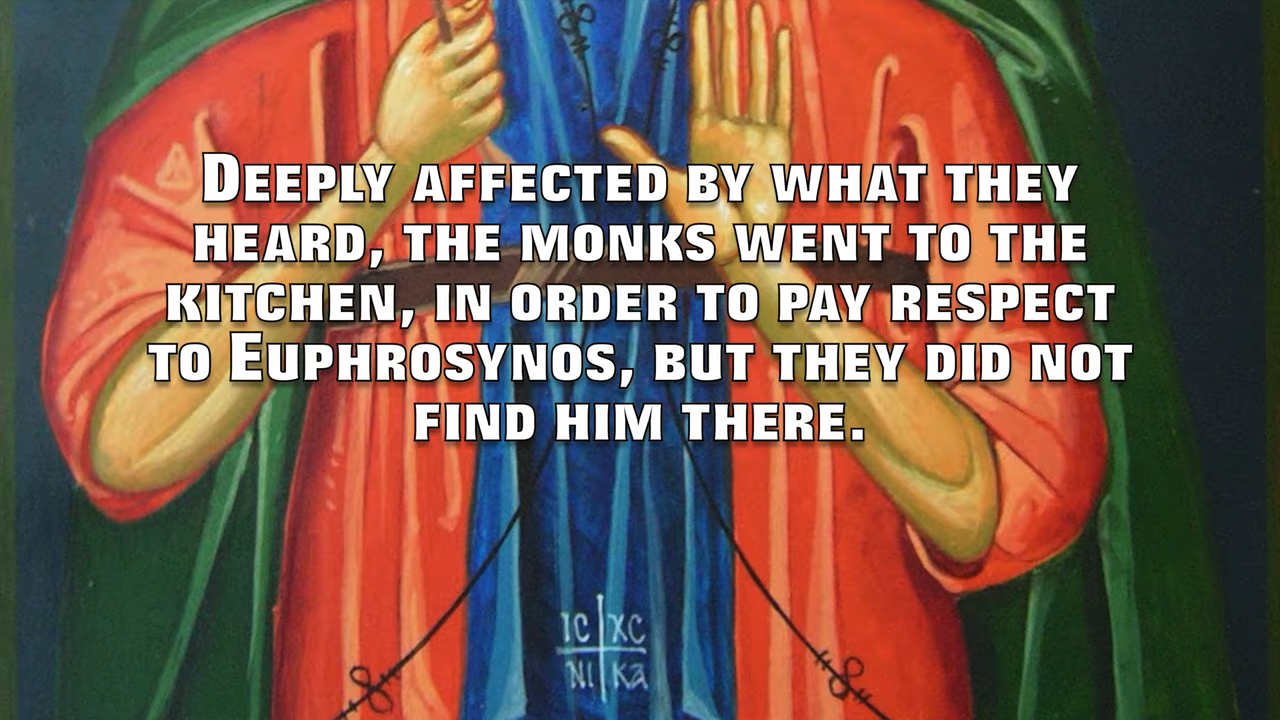 Deeply affected by what they
heard, the monks went to the
kitchen, in order to pay respect
to Euphrosynos, but they did not
find him there.
IC XC
NI KA